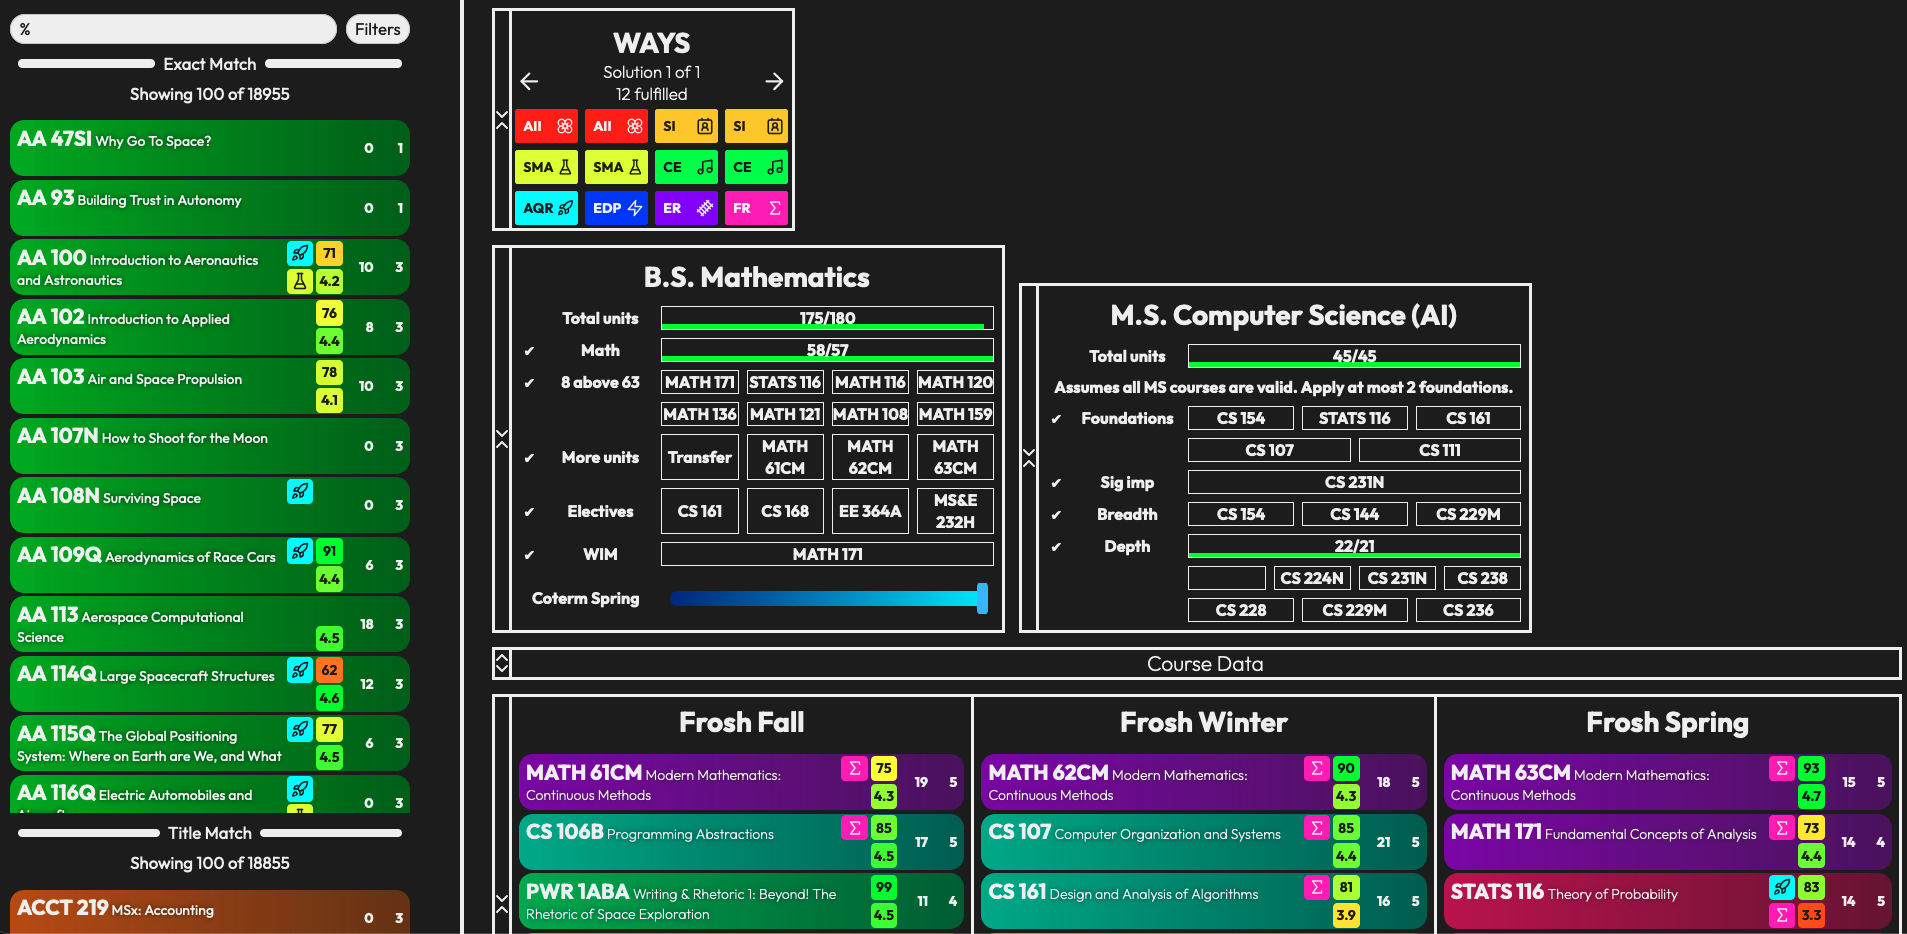 %
Filters
Exact Match
Showing 100 of 18955
AA 47SI Why Go To Space?
0 1
AA 93 Building Trust in Autonomy
0 1
AA 100 Introduction to Aeronautics
and Astronautics
71
4.2
10 3
AA 102 Introduction to Applied
Aerodynamics
76
4.4
8 3
AA 103 Air and Space Propulsion
78
4.1
10 3
AA 107N How to Shoot for the Moon
0 3
AA 108N Surviving Space
0 3
AA 109Q Aerodynamics of Race Cars
91
4.4
6 3
AA 113 Aerospace Computational
Science
4.5
18 3
AA 114Q Large Spacecraft Structures
62
4.6
12 3
AA 115Q The Global Positioning
System: Where on Earth are We, and What
77
4.5
6 3
AA 116Q Electric Automobiles and
0 3
Title Match
Showing 100 of 18855
ACCT 219 MSx: Accounting
0 3
WAYS
Solution 1 of 1
12 fulfilled
AII AII SI SI
SMA SMA CE CE
AQR EDP ER FR Σ
B.S. Mathematics
Total units 175/180
✔ Math 58/57
✔ 8 above 63 MATH 171 STATS 116 MATH 116 MATH 120
MATH 136 MATH 121 MATH 108 MATH 159
✔ More units Transfer MATH 61CM MATH 62CM MATH 63CM
✔ Electives CS 161 CS 168 EE 364A MS&E 232H
✔ WIM MATH 171
Coterm Spring
M.S. Computer Science (AI)
Total units 45/45
Assumes all MS courses are valid. Apply at most 2 foundations.
✔ Foundations CS 154 STATS 116 CS 161
CS 107 CS 111
✔ Sig imp CS 231N
✔ Breadth CS 154 CS 144 CS 229M
✔ Depth 22/21
CS 224N CS 231N CS 238
CS 228 CS 229M CS 236
Course Data
Frosh Fall
MATH 61CM Modern Mathematics:
Continuous Methods
Σ 75
4.3
19 5
CS 106B Programming Abstractions
Σ 85
4.5
17 5
PWR 1ABA Writing & Rhetoric 1: Beyond! The
Rhetoric of Space Exploration
99
4.5
11 4
Frosh Winter
MATH 62CM Modern Mathematics:
Continuous Methods
Σ 90
4.3
18 5
CS 107 Computer Organization and Systems
Σ 85
4.4
21 5
CS 161 Design and Analysis of Algorithms
Σ 81
3.9
16 5
Frosh Spring
MATH 63CM Modern Mathematics:
Continuous Methods
Σ 93
4.7
15 5
MATH 171 Fundamental Concepts of Analysis
Σ 73
4.4
14 4
STATS 116 Theory of Probability
83
Σ 3.3
14 5